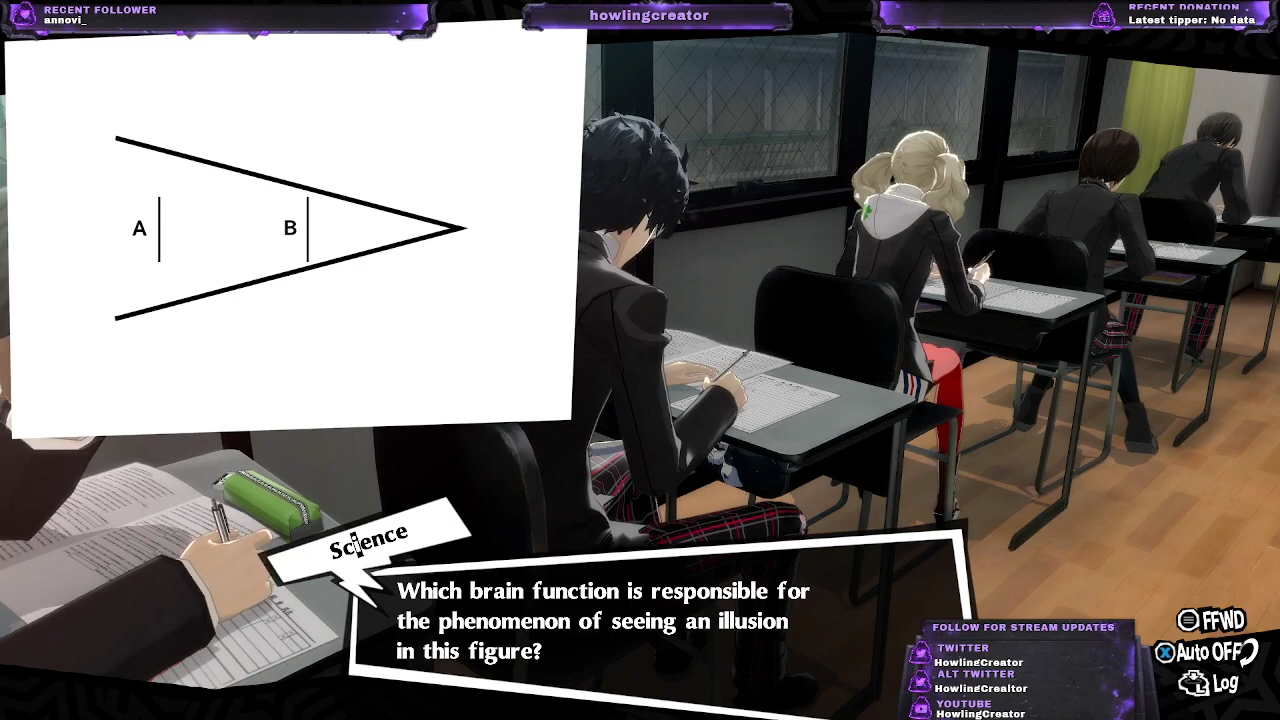 RECENT FOLLOWER
annovi_
howlingcreator
RECENT DONATION
Latest tipper: No data
A
B
Science
Which brain function is responsible for
the phenomenon of seeing an illusion
in this figure?
FFWD
Auto OFF
Log
FOLLOW FOR STREAM UPDATES
TWITTER
HowlingCreator
ALT TWITTER
HowlingCrealtor
YOUTUBE
HowlingCreator